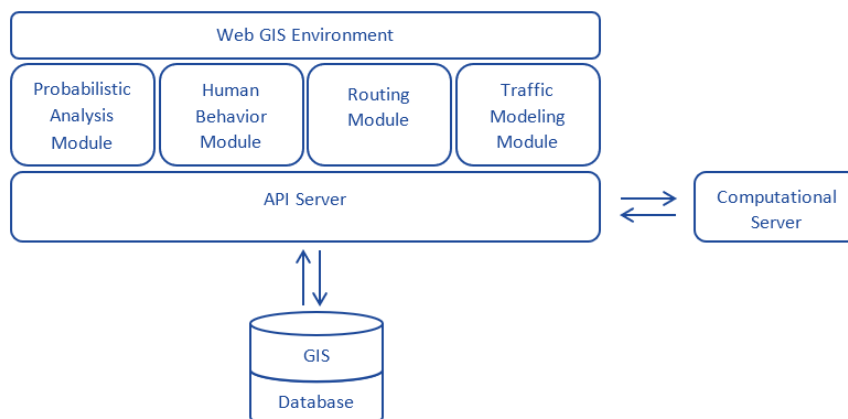 Web GIS Environment
Probabilistic
Analysis
Module
Human
Behavior
Module
Routing
Module
Traffic
Modeling
Module
API Server
Computational
Server
GIS
Database